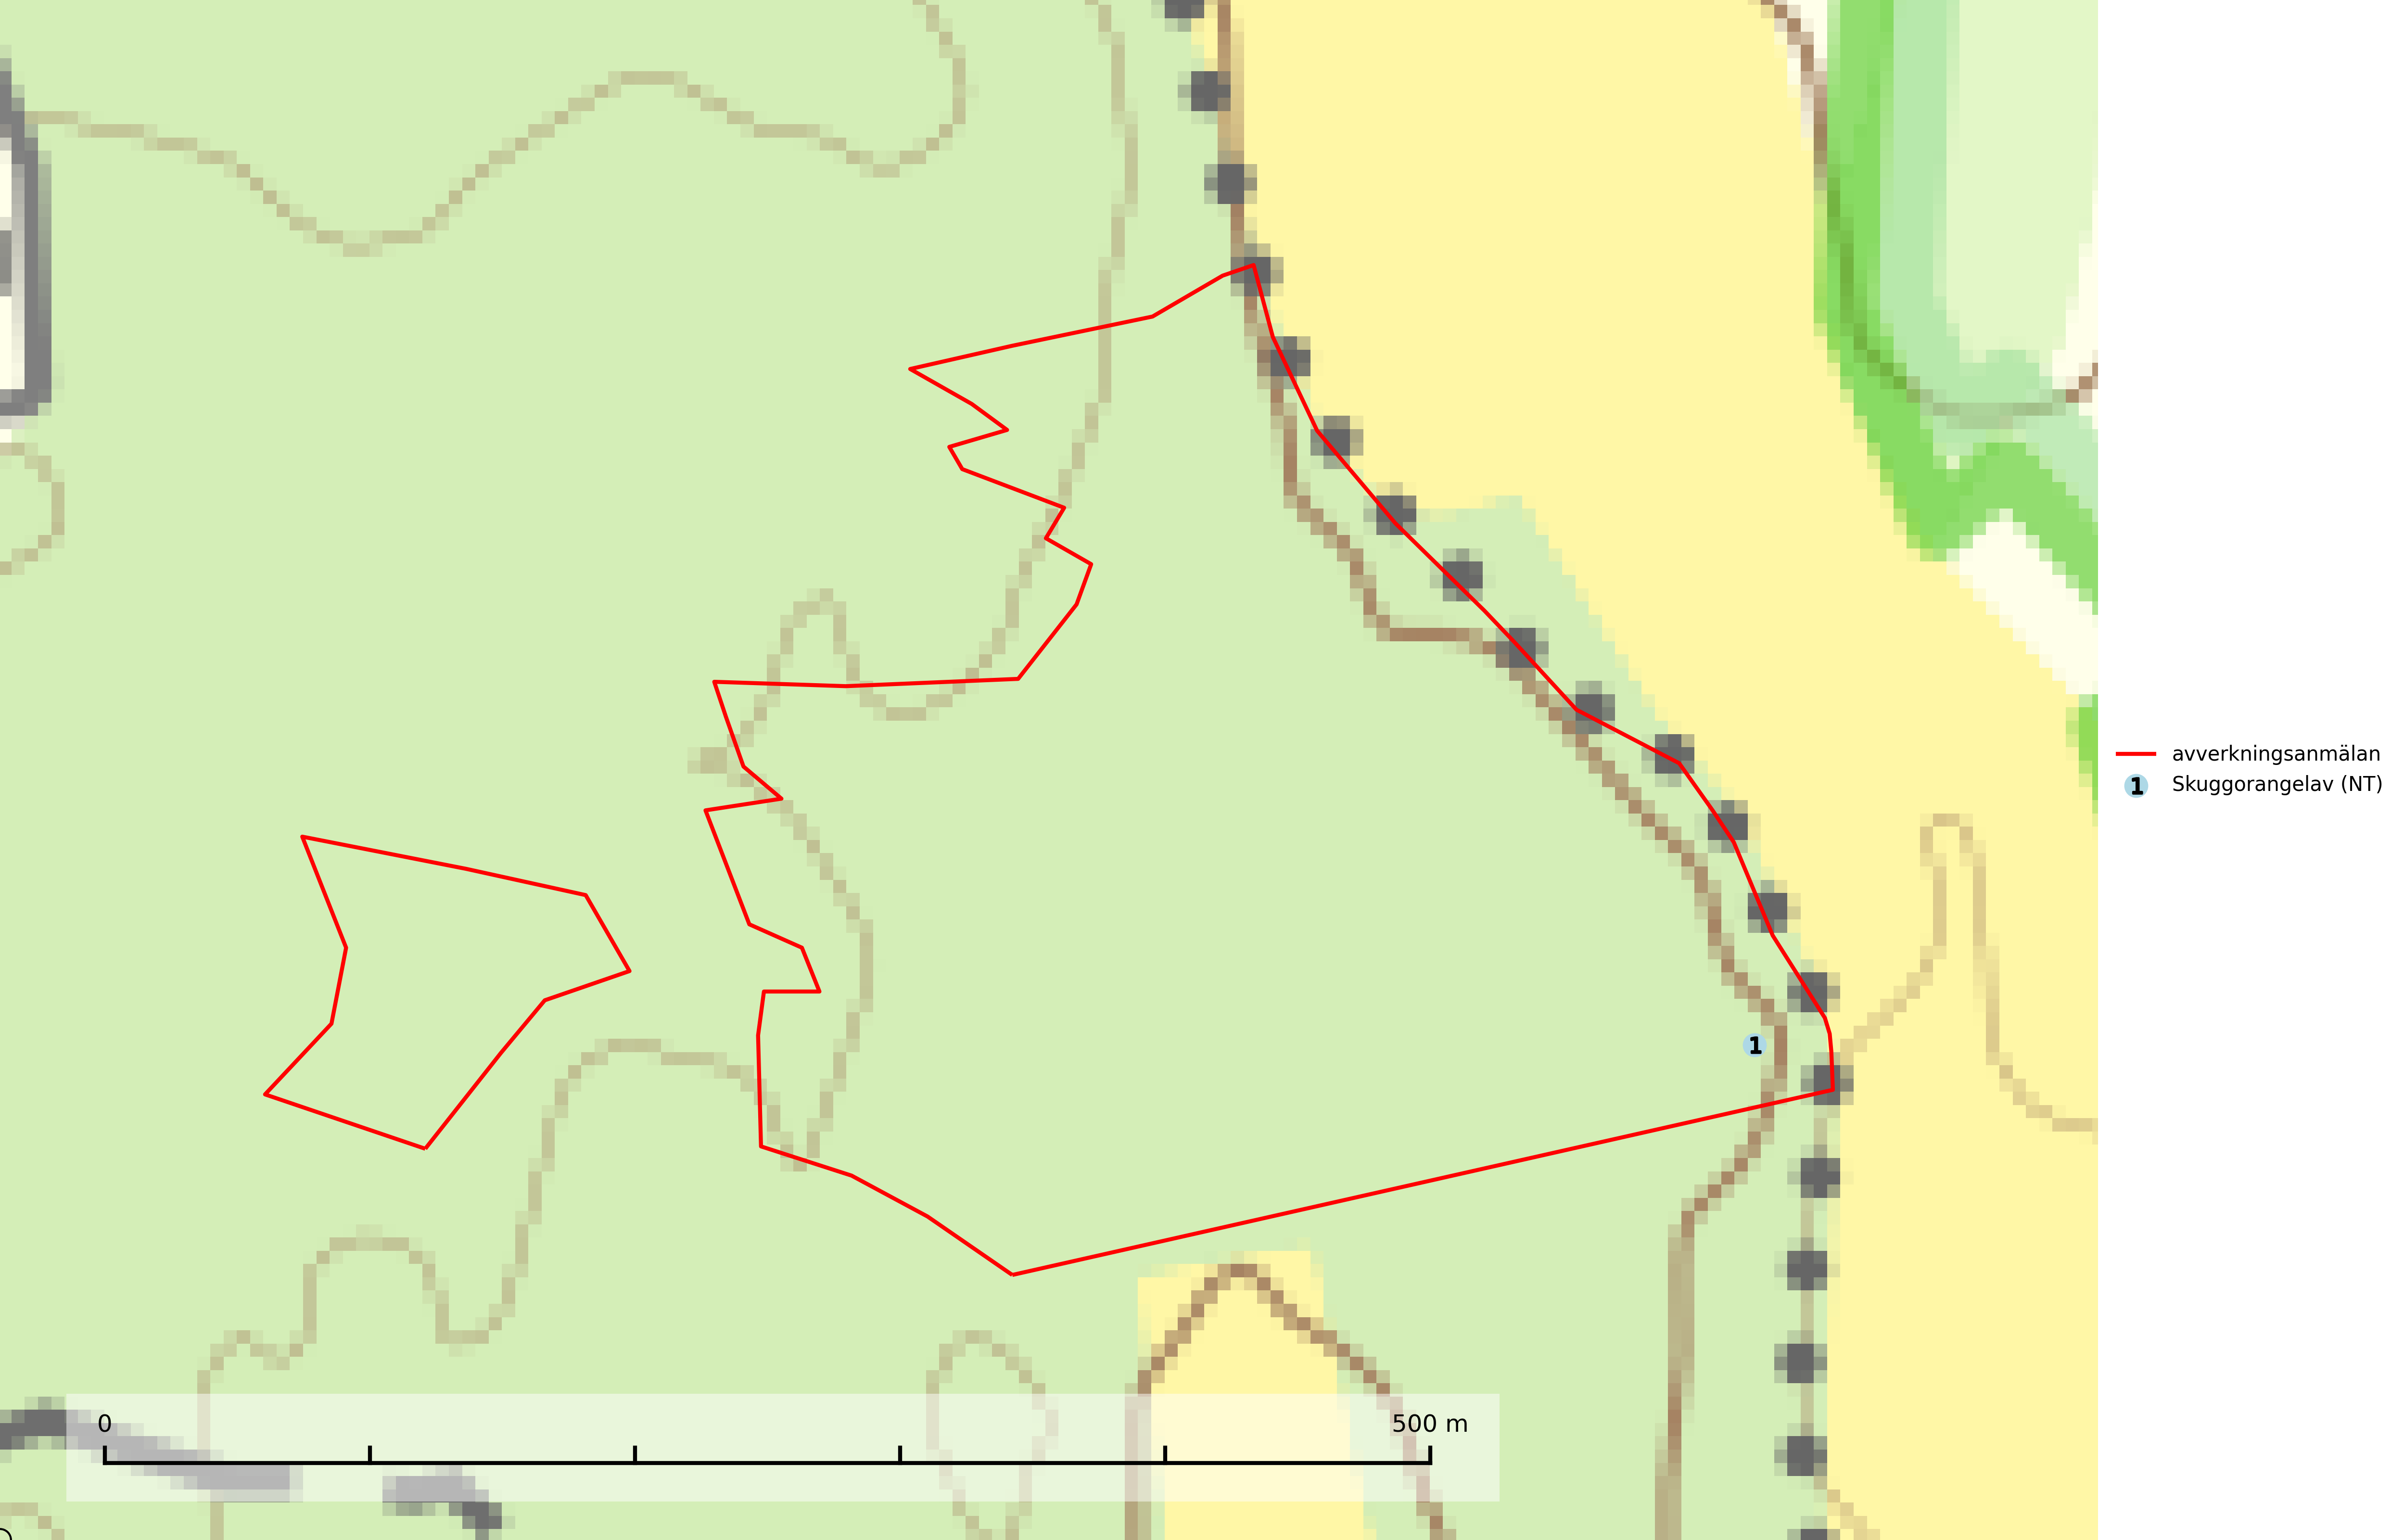 avverkningsanmälan
1 Skuggorangelav (NT)
1
0 500 m